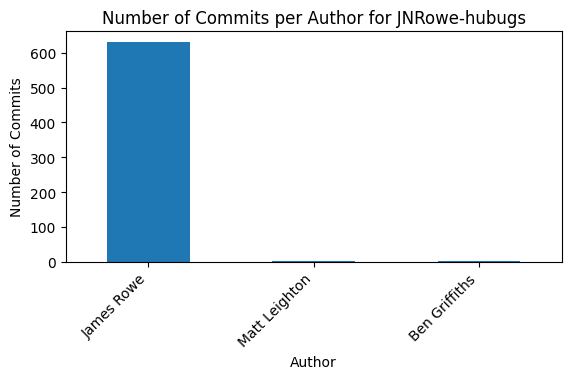 Number of Commits per Author for JNRowe-hubugs
Number of Commits
600
500
400
300
200
100
0
James Rowe
Matt Leighton
Ben Griffiths
Author